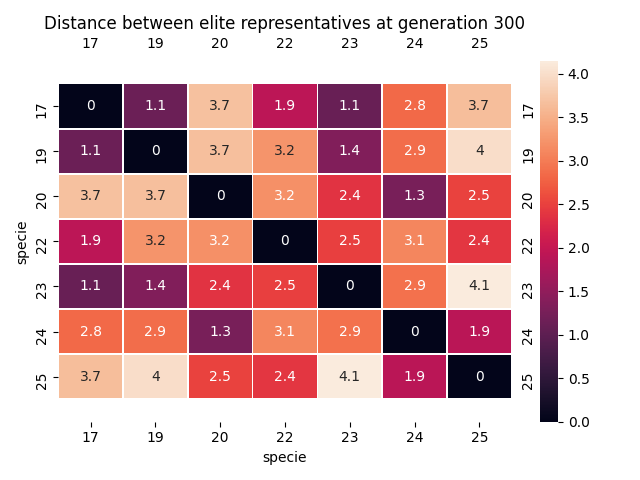 Distance between elite representatives at generation 300
17 19 20 22 23 24 25
17 0 1.1 3.7 1.9 1.1 2.8 3.7 17 4.0
19 1.1 0 3.7 3.2 1.4 2.9 4 19 3.5
20 3.7 3.7 0 3.2 2.4 1.3 2.5 20 3.0
22 1.9 3.2 3.2 0 2.5 3.1 2.4 22 2.5
23 1.1 1.4 2.4 2.5 0 2.9 4.1 23 2.0
24 2.8 2.9 1.3 3.1 2.9 0 1.9 24 1.5
25 3.7 4 2.5 2.4 4.1 1.9 0 25 1.0
0.5
0.0
specie
17 19 20 22 23 24 25
specie